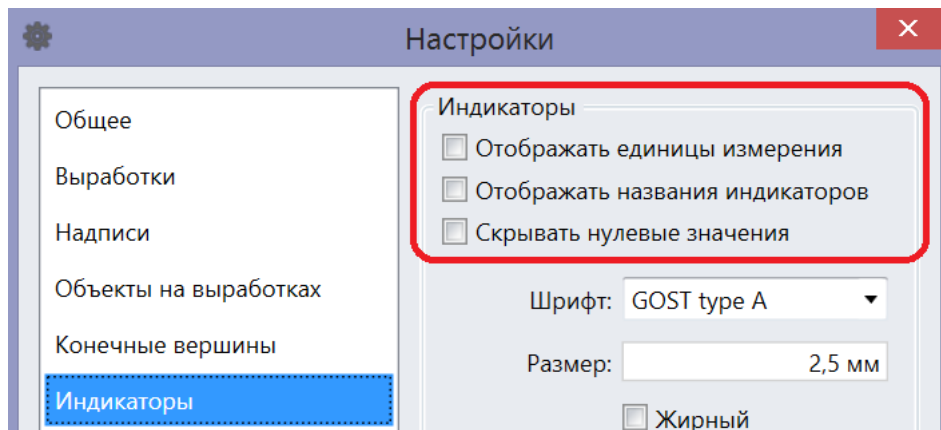 Настройки
Общее
Выработки
Надписи
Объекты на выработках
Конечные вершины
Индикаторы
Индикаторы
Отображать единицы измерения
Отображать названия индикаторов
Скрывать нулевые значения
Шрифт: GOST type A
Размер: 2,5 мм
Жирный